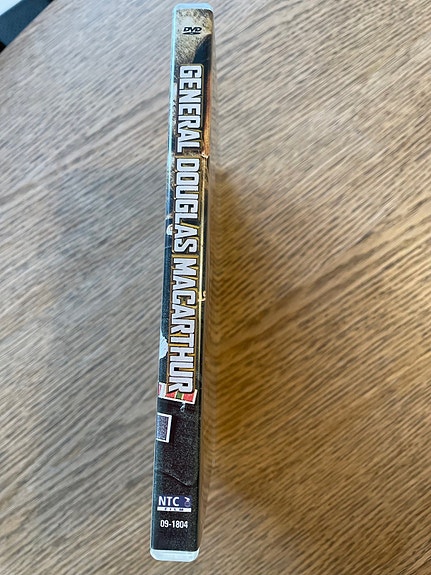 DVD
GENERAL DOUGLAS MACARTHUR
NTC
FILM
09-1804